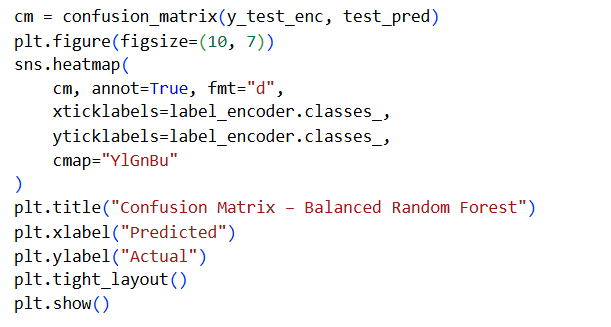 cm = confusion_matrix(y_test_enc, test_pred)
plt.figure(figsize=(10, 7))
sns.heatmap(
    cm, annot=True, fmt="d",
    xticklabels=label_encoder.classes_,
    yticklabels=label_encoder.classes_,
    cmap="YlGnBu"
)
plt.title("Confusion Matrix – Balanced Random Forest")
plt.xlabel("Predicted")
plt.ylabel("Actual")
plt.tight_layout()
plt.show()